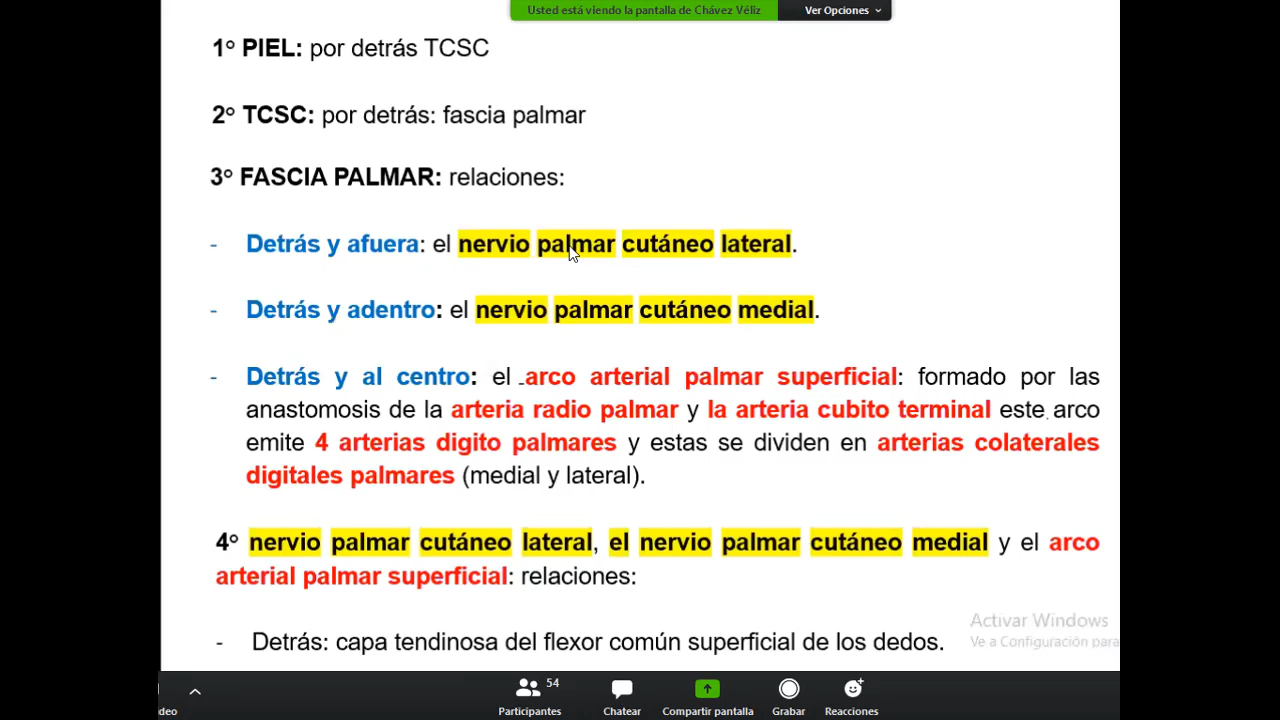 Usted está viendo la pantalla de Chávez Véliz
Ver Opciones
1° PIEL: por detrás TCSC
2° TCSC: por detrás: fascia palmar
3° FASCIA PALMAR: relaciones:
- Detrás y afuera: el nervio palmar cutáneo lateral.
- Detrás y adentro: el nervio palmar cutáneo medial.
- Detrás y al centro: el arco arterial palmar superficial: formado por las
anastomosis de la arteria radio palmar y la arteria cubito terminal este arco
emite 4 arterias digito palmares y estas se dividen en arterias colaterales
digitales palmares (medial y lateral).
4° nervio palmar cutáneo lateral, el nervio palmar cutáneo medial y el arco
arterial palmar superficial: relaciones:
- Detrás: capa tendinosa del flexor común superficial de los dedos.
Activar Windows
Ve a Configuración para
deo
54
Participantes
Chatear
Compartir pantalla
Grabar
Reacciones